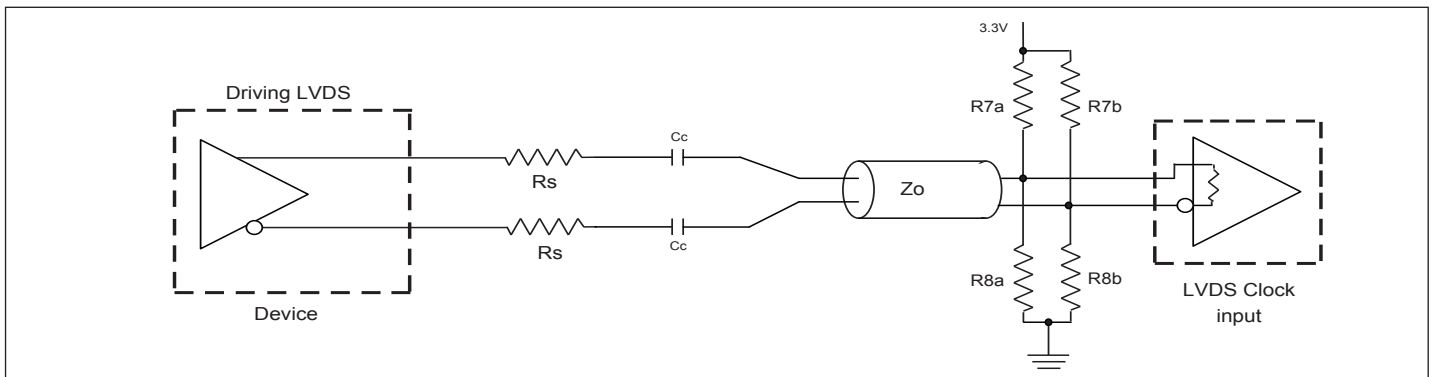 3.3V
Driving LVDS
R7a
R7b
Cc
Rs
Zo
Cc
Rs
R8a
R8b
LVDS Clock
input
Device